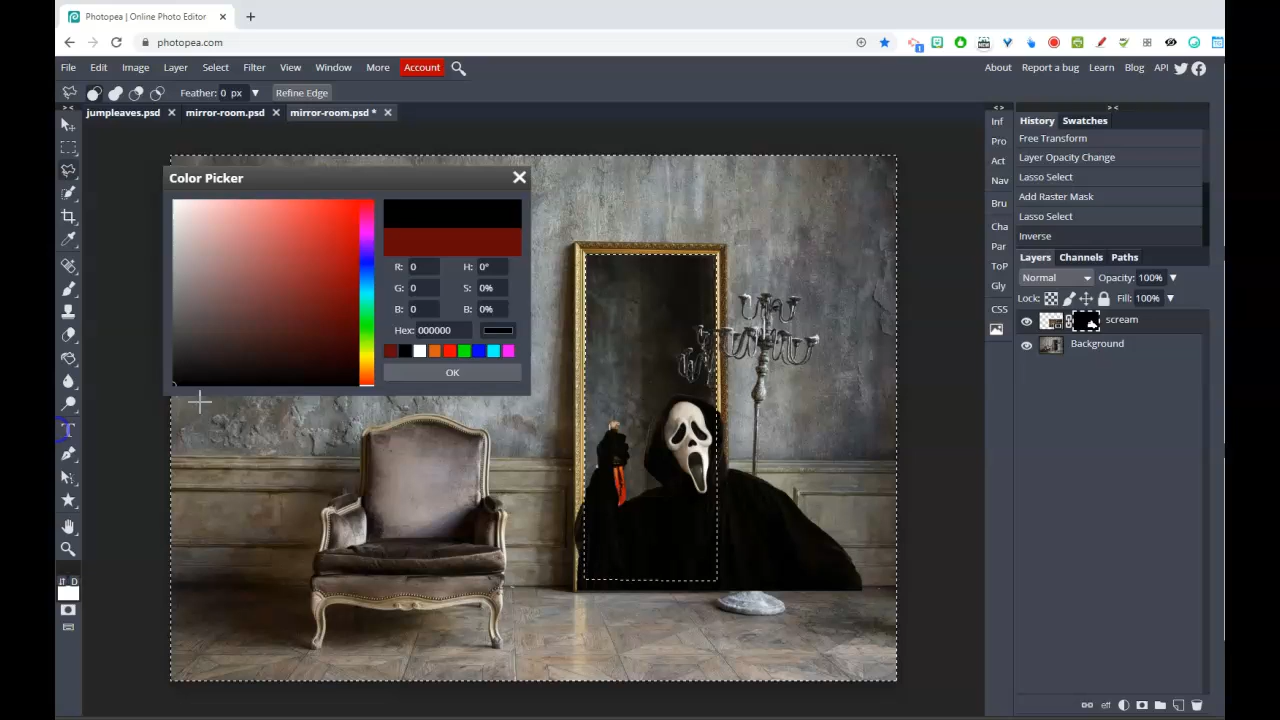 Photopea | Online Photo Editor
photopea.com
1
File Edit Image Layer Select Filter View Window More Account
About Report a bug Learn Blog API
Feather: 0 px Refine Edge
jumpleaves.psd mirror-room.psd mirror-room.psd *
Color Picker
R: 0 H: 0°
G: 0 S: 0%
B: 0 B: 0%
Hex: 000000
OK
Inf
Pro
Act
Nav
Bru
Cha
Par
ToP
Gly
CSS
History Swatches
Free Transform
Layer Opacity Change
Lasso Select
Add Raster Mask
Lasso Select
Inverse
Layers Channels Paths
Normal Opacity: 100%
Lock: Fill: 100%
scream
Background
D
eff